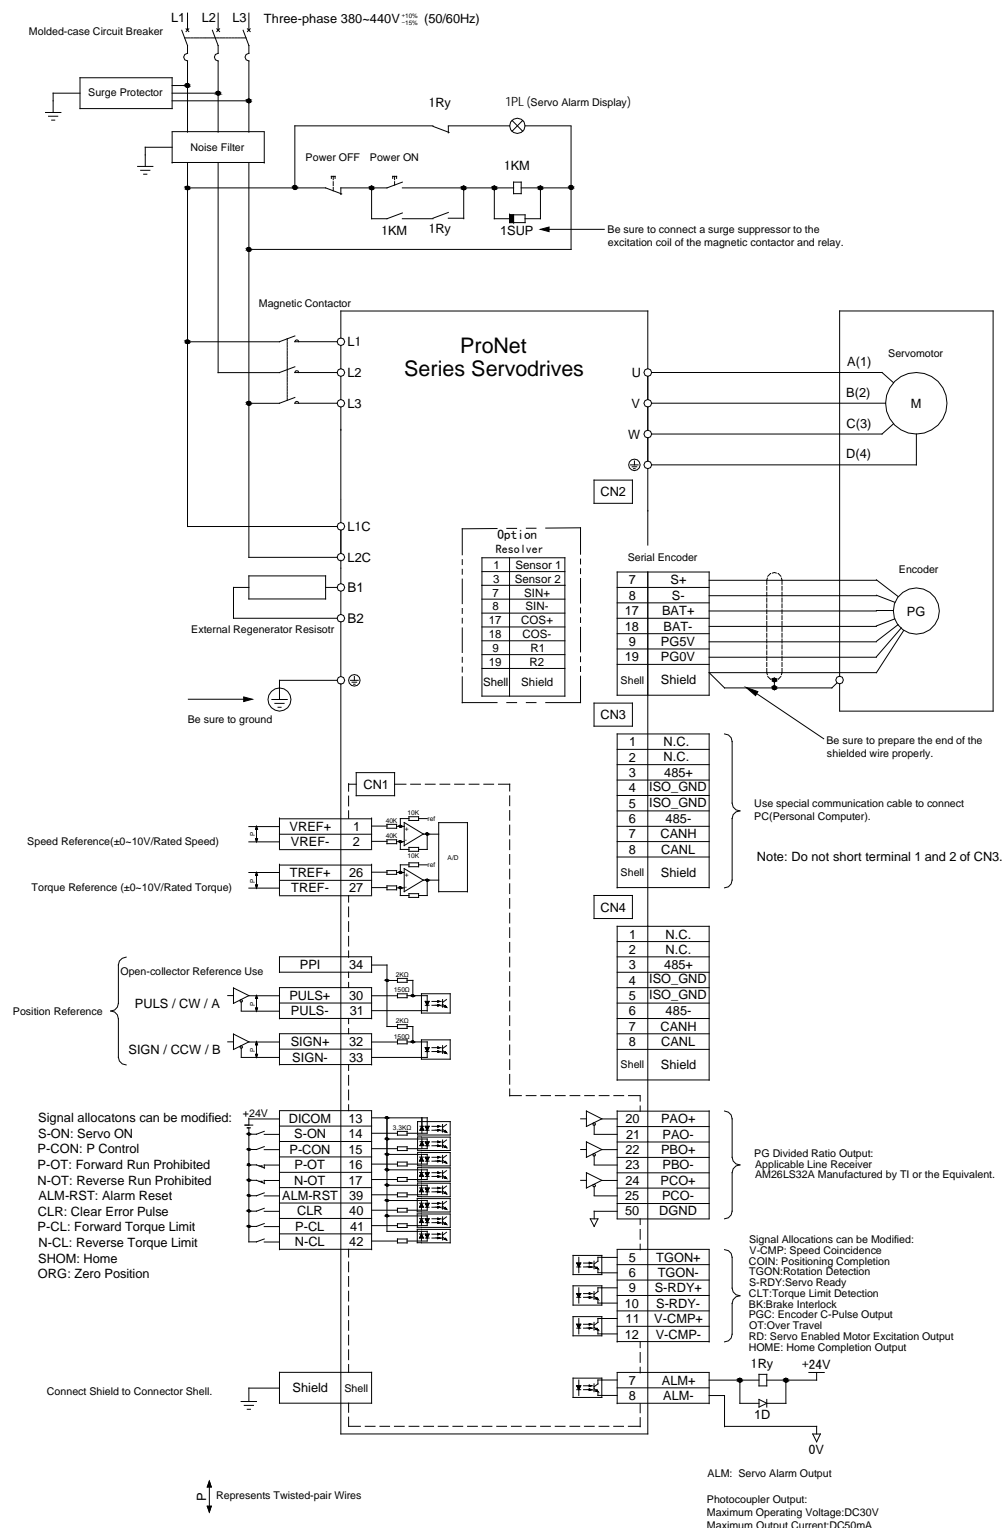 L1 L2 L3 Three-phase 380~440V +10% -15% (50/60Hz)
Molded-case Circuit Breaker
Surge Protector
Noise Filter
1Ry 1PL (Servo Alarm Display)
Power OFF Power ON
1KM
1KM 1Ry 1SUP
Be sure to connect a surge suppressor to the
excitation coil of the magnetic contactor and relay.
Magnetic Contactor
ProNet
Series Servodrives
L1
L2
L3
U
V
W
A(1)
B(2)
C(3)
D(4)
Servomotor
M
CN2
L1C
L2C
B1
B2
External Regenerator Resisotr
Be sure to ground
Option
Resolver
1 Sensor 1
3 Sensor 2
7 SIN+
8 SIN-
17 COS+
18 COS-
9 R1
19 R2
Shell Shield
Serial Encoder
7 S+
8 S-
17 BAT+
18 BAT-
9 PG5V
19 PG0V
Shell Shield
Encoder
PG
Be sure to prepare the end of the
shielded wire properly.
CN3
1 N.C.
2 N.C.
3 485+
4 ISO_GND
5 ISO_GND
6 485-
7 CANH
8 CANL
Shell Shield
Use special communication cable to connect
PC(Personal Computer).
Note: Do not short terminal 1 and 2 of CN3.
CN4
1 N.C.
2 N.C.
3 485+
4 ISO_GND
5 ISO_GND
6 485-
7 CANH
8 CANL
Shell Shield
CN1
Speed Reference(±0~10V/Rated Speed)
P
VREF+ 1
VREF- 2
40K
40K
10K
ref
10K
A/D
Torque Reference (±0~10V/Rated Torque)
P
TREF+ 26
TREF- 27
ref
Open-collector Reference Use
PPI 34
Position Reference
PULS / CW / A
P
PULS+ 30
PULS- 31
2KΩ
150Ω
SIGN / CCW / B
P
SIGN+ 32
SIGN- 33
2KΩ
150Ω
Signal allocatons can be modified:
S-ON: Servo ON
P-CON: P Control
P-OT: Forward Run Prohibited
N-OT: Reverse Run Prohibited
ALM-RST: Alarm Reset
CLR: Clear Error Pulse
P-CL: Forward Torque Limit
N-CL: Reverse Torque Limit
SHOM: Home
ORG: Zero Position
+24V
DICOM 13
S-ON 14
P-CON 15
P-OT 16
N-OT 17
ALM-RST 39
CLR 40
P-CL 41
N-CL 42
3.3KΩ
20 PAO+
21 PAO-
22 PBO+
23 PBO-
24 PCO+
25 PCO-
50 DGND
PG Divided Ratio Output:
Applicable Line Receiver
AM26LS32A Manufactured by TI or the Equivalent.
5 TGON+
6 TGON-
9 S-RDY+
10 S-RDY-
11 V-CMP+
12 V-CMP-
Signal Allocations can be Modified:
V-CMP: Speed Coincidence
COIN: Positioning Completion
TGON:Rotation Detection
S-RDY:Servo Ready
CLT:Torque Limit Detection
BK:Brake Interlock
PGC: Encoder C-Pulse Output
OT:Over Travel
RD: Servo Enabled Motor Excitation Output
HOME: Home Completion Output
7 ALM+
8 ALM-
1Ry
+24V
1D
0V
Connect Shield to Connector Shell.
Shield Shell
ALM: Servo Alarm Output
P Represents Twisted-pair Wires
Photocoupler Output:
Maximum Operating Voltage:DC30V
Maximum Output Current:DC50mA